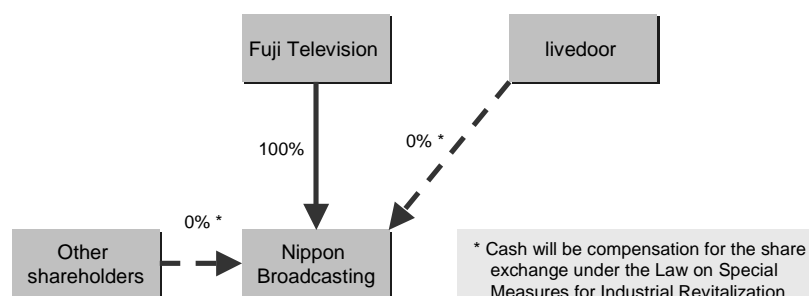 Fuji Television
livedoor
100%
0% *
0% *
Other
shareholders
Nippon
Broadcasting
* Cash will be compensation for the share
exchange under the Law on Special
Measures for Industrial Revitalization